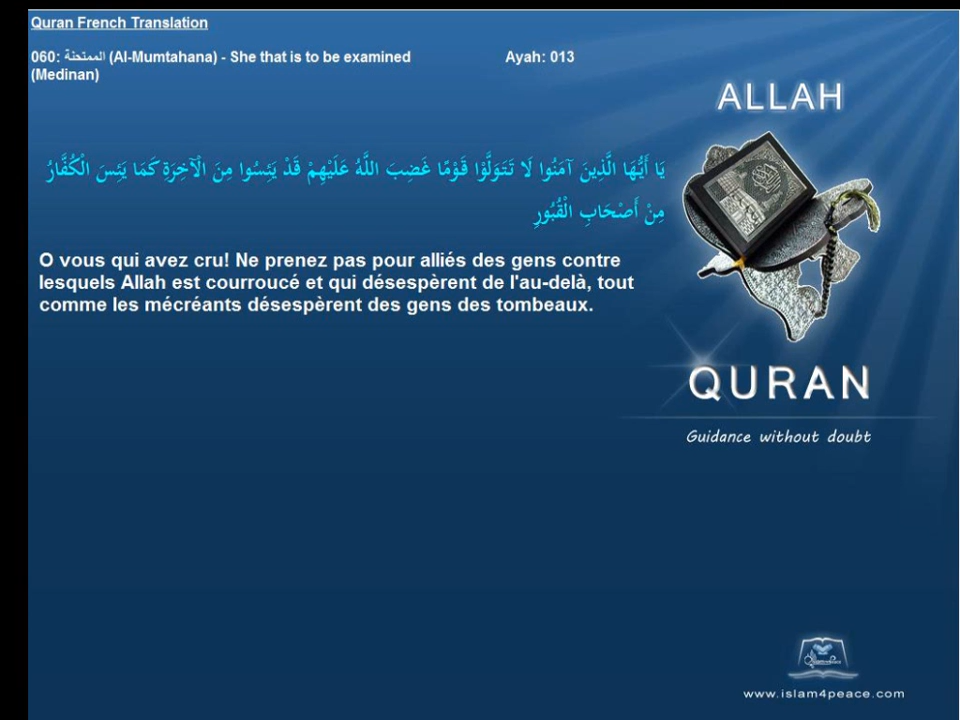 Quran French Translation
060: الممتحنة (Al-Mumtahana) - She that is to be examined
(Medinan)
Ayah: 013
ALLAH
يَا أَيُّهَا الَّذِينَ آمَنُوا لَا تَتَوَلَّوْا قَوْمًا غَضِبَ اللَّهُ عَلَيْهِمْ قَدْ يَئِسُوا مِنَ الْآخِرَةِ كَمَا يَئِسَ الْكُفَّارُ
مِنْ أَصْحَابِ الْقُبُورِ
O vous qui avez cru! Ne prenez pas pour alliés des gens contre
lesquels Allah est courroucé et qui désespèrent de l'au-delà, tout
comme les mécréants désespèrent des gens des tombeaux.
QURAN
Guidance without doubt
www.islam4peace.com